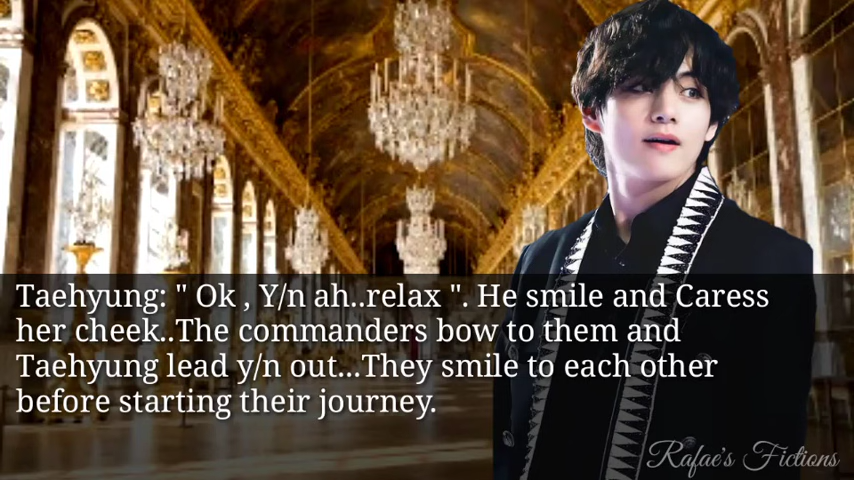 Taehyung: " Ok , Y/n ah..relax ". He smile and Caress
her cheek..The commanders bow to them and
Taehyung lead y/n out...They smile to each other
before starting their journey.
Rafae's Fictions